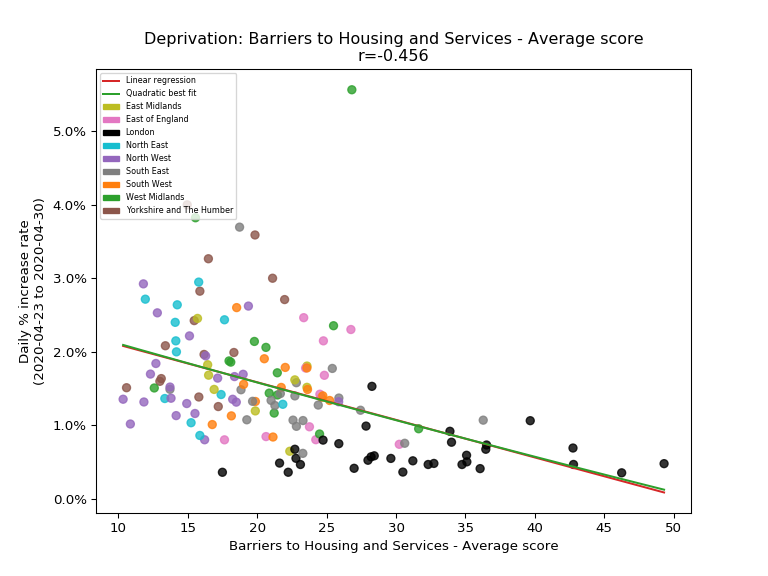 Deprivation: Barriers to Housing and Services - Average score
r=-0.456
Linear regression
Quadratic best fit
East Midlands
East of England
London
North East
North West
South East
South West
West Midlands
Yorkshire and The Humber
5.0%
4.0%
3.0%
2.0%
1.0%
0.0%
Daily % increase rate
(2020-04-23 to 2020-04-30)
10 15 20 25 30 35 40 45 50
Barriers to Housing and Services - Average score